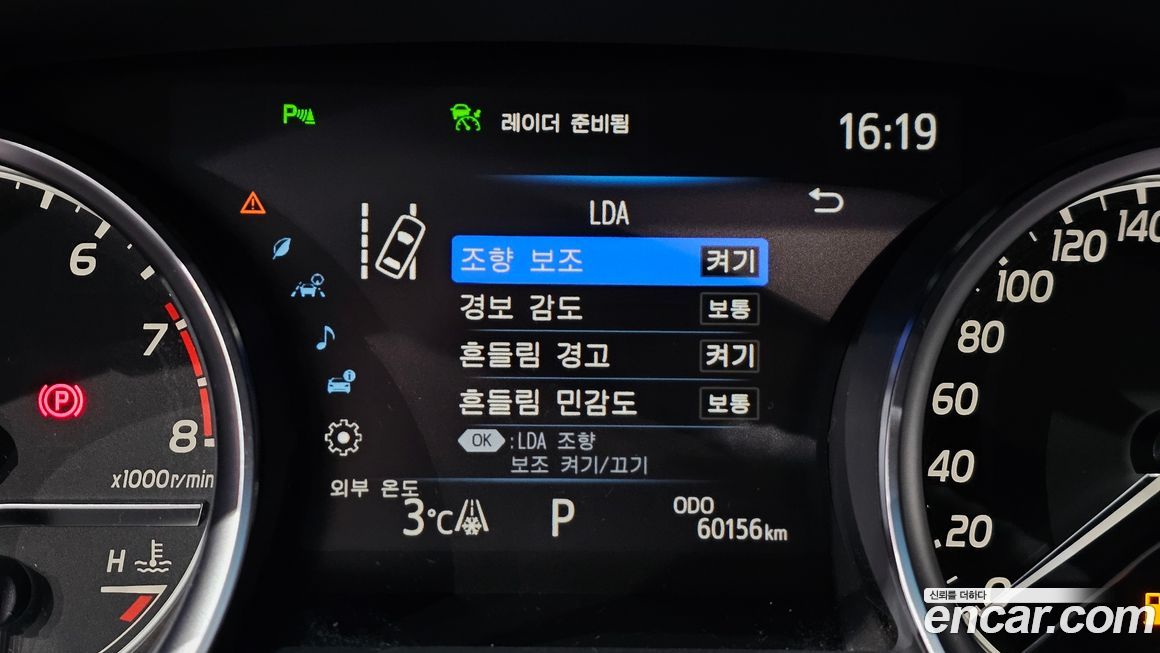 레이더 준비됨
16:19
LDA
조향 보조 켜기
경보 감도 보통
흔들림 경고 켜기
흔들림 민감도 보통
OK :LDA 조향
보조 켜기/끄기
외부 온도
3°C P ODO
60156km
6
7
8
x1000r/min
H
P
P
140
120
100
80
60
40
20
0
신뢰를 더하다
encar.com